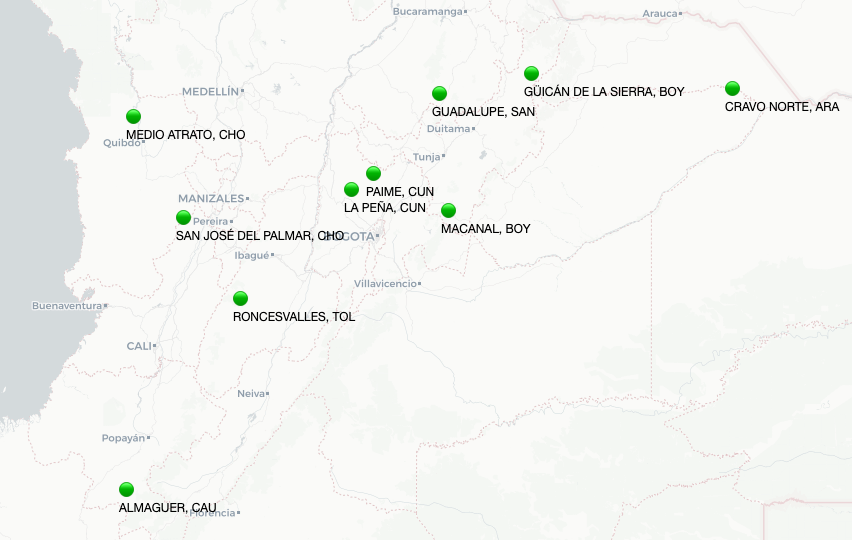 Bucaramanga
Arauca
GÜICÁN DE LA SIERRA, BOY
MEDELLÍN
CRAVO NORTE, ARA
GUADALUPE, SAN
Duitama
MEDIO ATRATO, CHO
Quibdó
Tunja
PAIME, CUN
MANIZALES
LA PEÑA, CUN
Pereira
MACANAL, BOY
SAN JOSÉ DEL PALMAR, CHO
BOGOTA
Ibagué
Villavicencio
Buenaventura
RONCESVALLES, TOL
CALI
Neiva
Popayán
ALMAGUER, CAU
Florencia